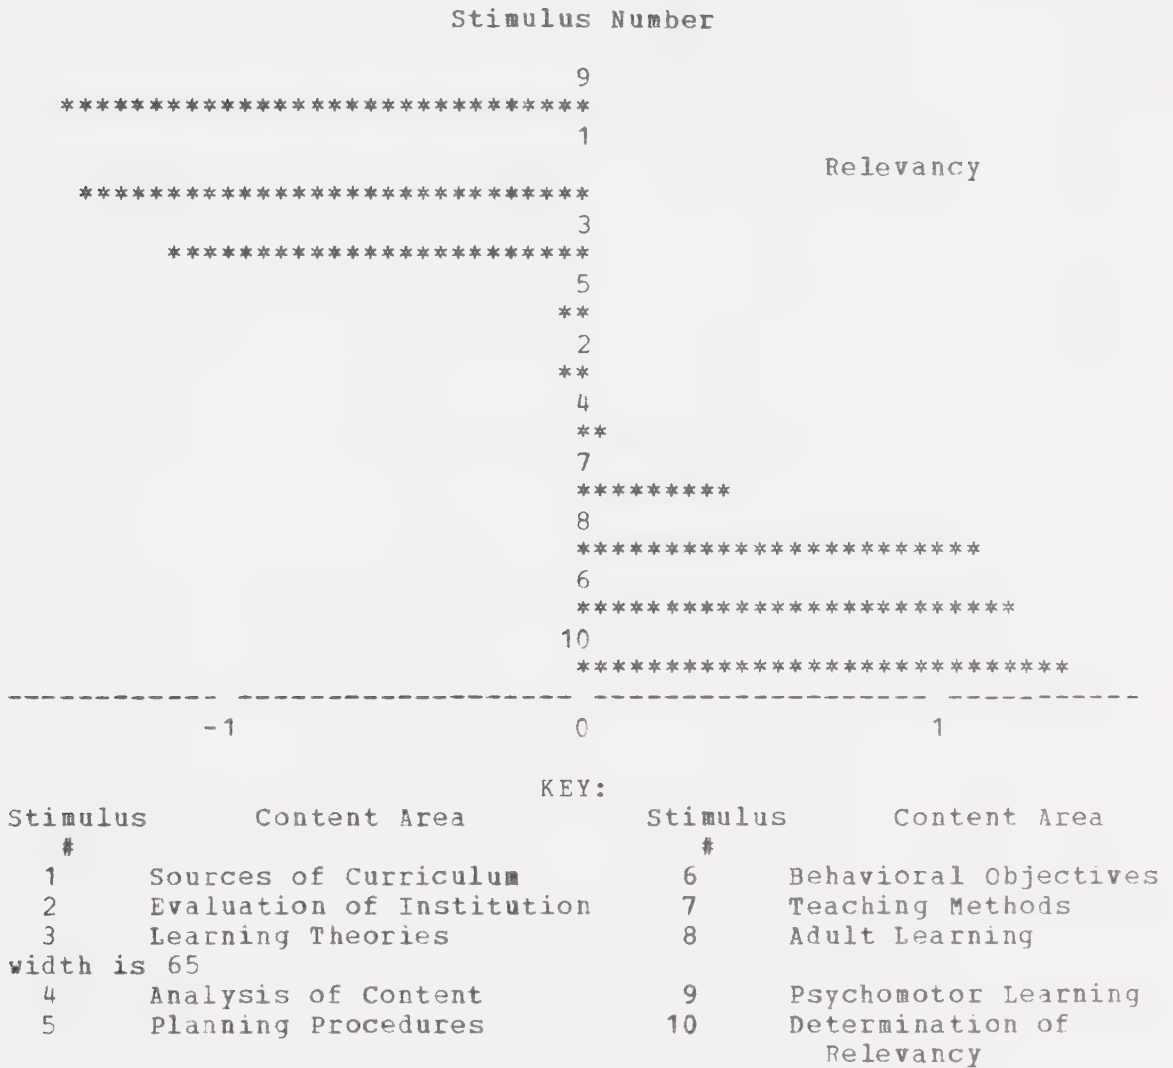 Stimulus Number
9
1
Relevancy
3
5
2
4
7
8
6
10
-1 0 1
KEY:
Stimulus Content Area Stimulus Content Area
# #
1 Sources of Curriculum 6 Behavioral Objectives
2 Evaluation of Institution 7 Teaching Methods
3 Learning Theories 8 Adult Learning
width is 65
4 Analysis of Content 9 Psychomotor Learning
5 Planning Procedures 10 Determination of
Relevancy